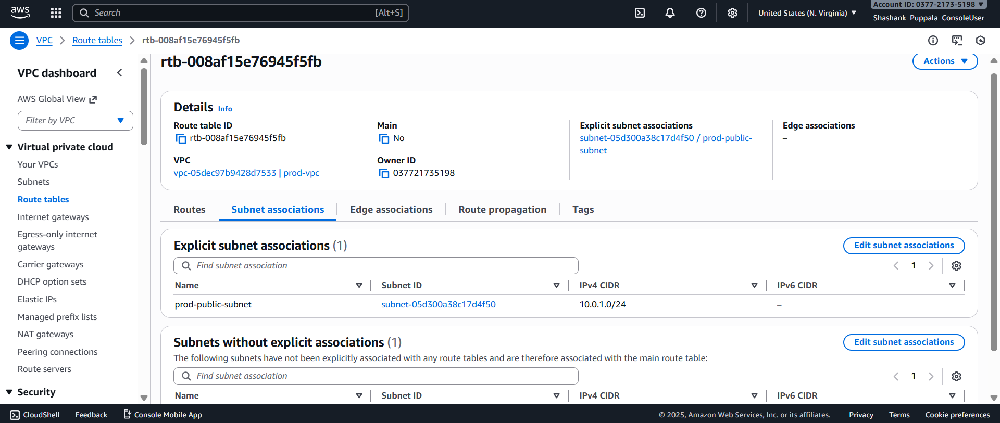 aws
Search [Alt+S]
United States (N. Virginia)
Account ID: 0377-2173-5198
Shashank_Puppala_ConsoleUser
VPC
Route tables
rtb-008af15e76945f5fb
VPC dashboard
AWS Global View
Filter by VPC
Virtual private cloud
Your VPCs
Subnets
Route tables
Internet gateways
Egress-only internet
gateways
Carrier gateways
DHCP option sets
Elastic IPs
Managed prefix lists
NAT gateways
Peering connections
Route servers
Security
rtb-008af15e76945f5fb
Actions
Details Info
Route table ID
rtb-008af15e76945f5fb
VPC
vpc-05dec97b9428d7533 | prod-vpc
Main
No
Owner ID
037721735198
Explicit subnet associations
subnet-05d300a38c17d4f50 / prod-public-
subnet
Edge associations
–
Routes Subnet associations Edge associations Route propagation Tags
Explicit subnet associations (1)
Edit subnet associations
Find subnet association
1
Name Subnet ID IPv4 CIDR IPv6 CIDR
prod-public-subnet subnet-05d300a38c17d4f50 10.0.1.0/24 –
Subnets without explicit associations (1)
Edit subnet associations
The following subnets have not been explicitly associated with any route tables and are therefore associated with the main route table:
Find subnet association
1
Name Subnet ID IPv4 CIDR IPv6 CIDR
CloudShell Feedback Console Mobile App
© 2025, Amazon Web Services, Inc. or its affiliates. Privacy Terms Cookie preferences